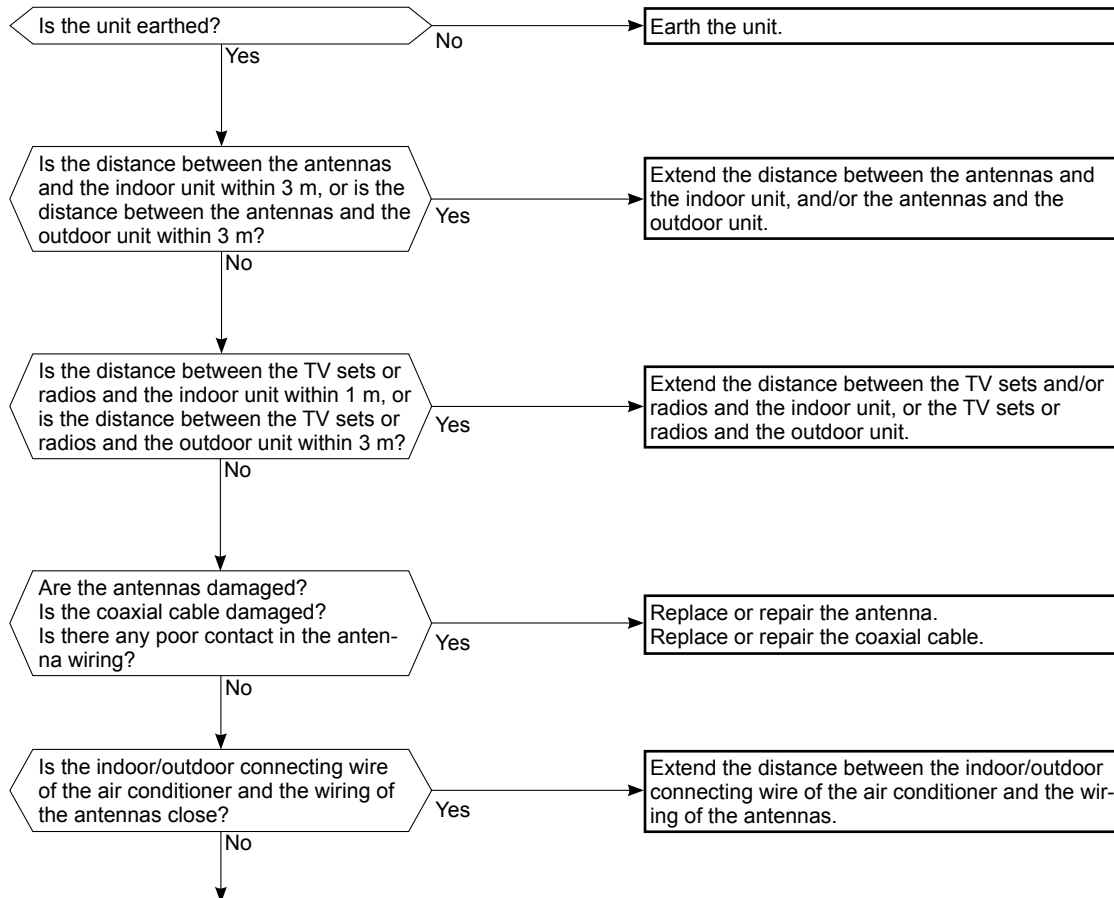 Is the unit earthed?
No
Earth the unit.
Yes
Is the distance between the antennas
and the indoor unit within 3 m, or is the
distance between the antennas and the
outdoor unit within 3 m?
Yes
Extend the distance between the antennas and
the indoor unit, and/or the antennas and the
outdoor unit.
No
Is the distance between the TV sets or
radios and the indoor unit within 1 m, or
is the distance between the TV sets or
radios and the outdoor unit within 3 m?
Yes
Extend the distance between the TV sets and/or
radios and the indoor unit, or the TV sets or
radios and the outdoor unit.
No
Are the antennas damaged?
Is the coaxial cable damaged?
Is there any poor contact in the anten-
na wiring?
Yes
Replace or repair the antenna.
Replace or repair the coaxial cable.
No
Is the indoor/outdoor connecting wire
of the air conditioner and the wiring of
the antennas close?
Yes
Extend the distance between the indoor/outdoor
connecting wire of the air conditioner and the wir-
ing of the antennas.
No